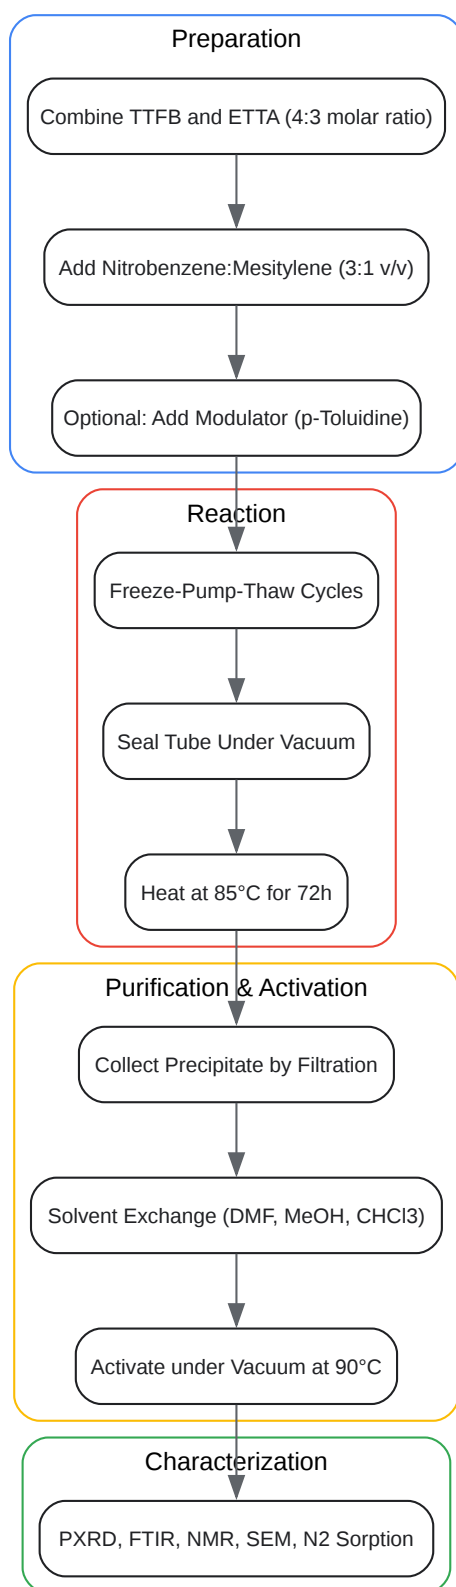 Preparation
Combine TTFB and ETTA (4:3 molar ratio)
Add Nitrobenzene:Mesitylene (3:1 v/v)
Optional: Add Modulator (p-Toluidine)
Reaction
Freeze-Pump-Thaw Cycles
Seal Tube Under Vacuum
Heat at 85°C for 72h
Purification & Activation
Collect Precipitate by Filtration
Solvent Exchange (DMF, MeOH, CHCl3)
Activate under Vacuum at 90°C
Characterization
PXRD, FTIR, NMR, SEM, N2 Sorption